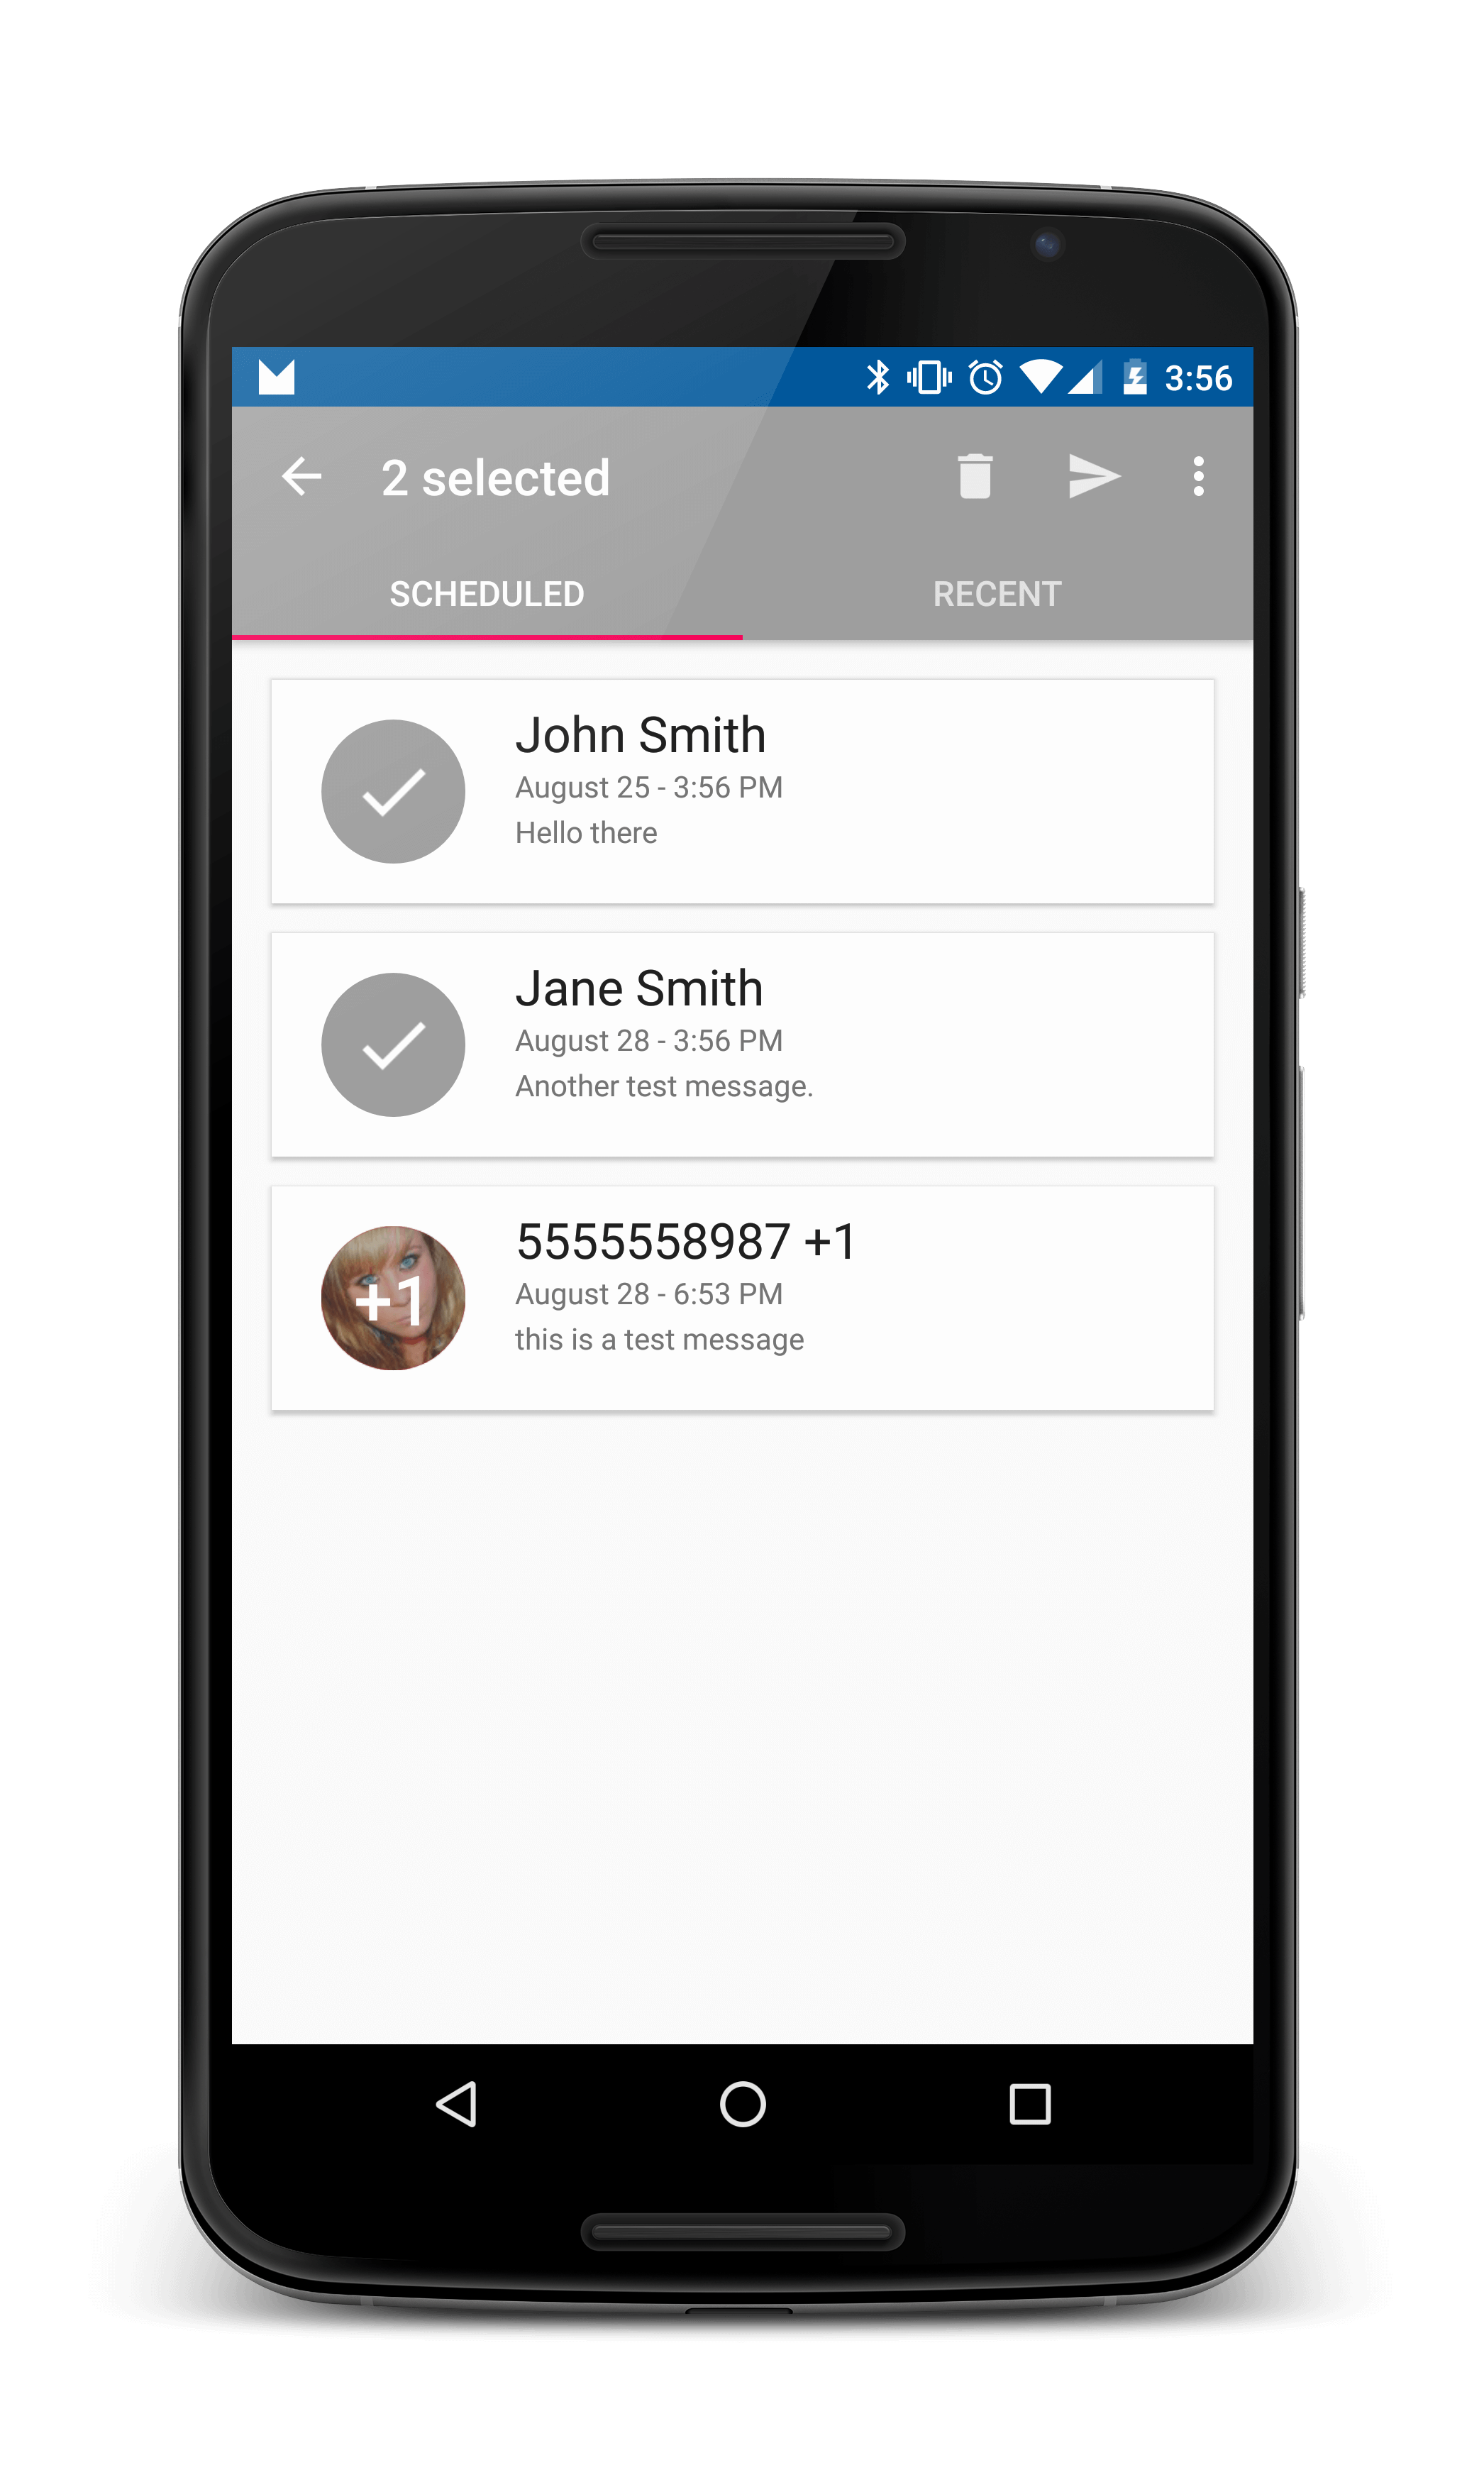 3:56
2 selected
SCHEDULED
RECENT
John Smith
August 25 - 3:56 PM
Hello there
Jane Smith
August 28 - 3:56 PM
Another test message.
+1
5555558987 +1
August 28 - 6:53 PM
this is a test message